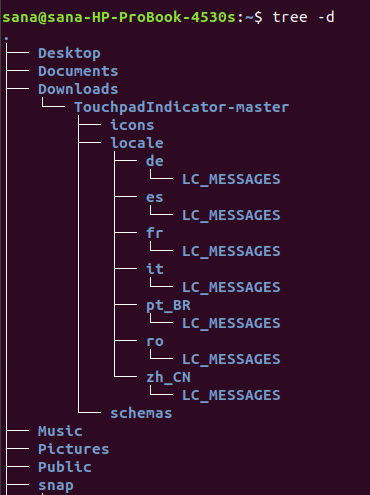 sana@sana-HP-ProBook-4530s:~$ tree -d
.
├── Desktop
├── Documents
├── Downloads
│   └── TouchpadIndicator-master
│       ├── icons
│       ├── locale
│       │   ├── de
│       │   │   └── LC_MESSAGES
│       │   ├── es
│       │   │   └── LC_MESSAGES
│       │   ├── fr
│       │   │   └── LC_MESSAGES
│       │   ├── it
│       │   │   └── LC_MESSAGES
│       │   ├── pt_BR
│       │   │   └── LC_MESSAGES
│       │   ├── ro
│       │   │   └── LC_MESSAGES
│       │   └── zh_CN
│       │       └── LC_MESSAGES
│       └── schemas
├── Music
├── Pictures
├── Public
├── snap